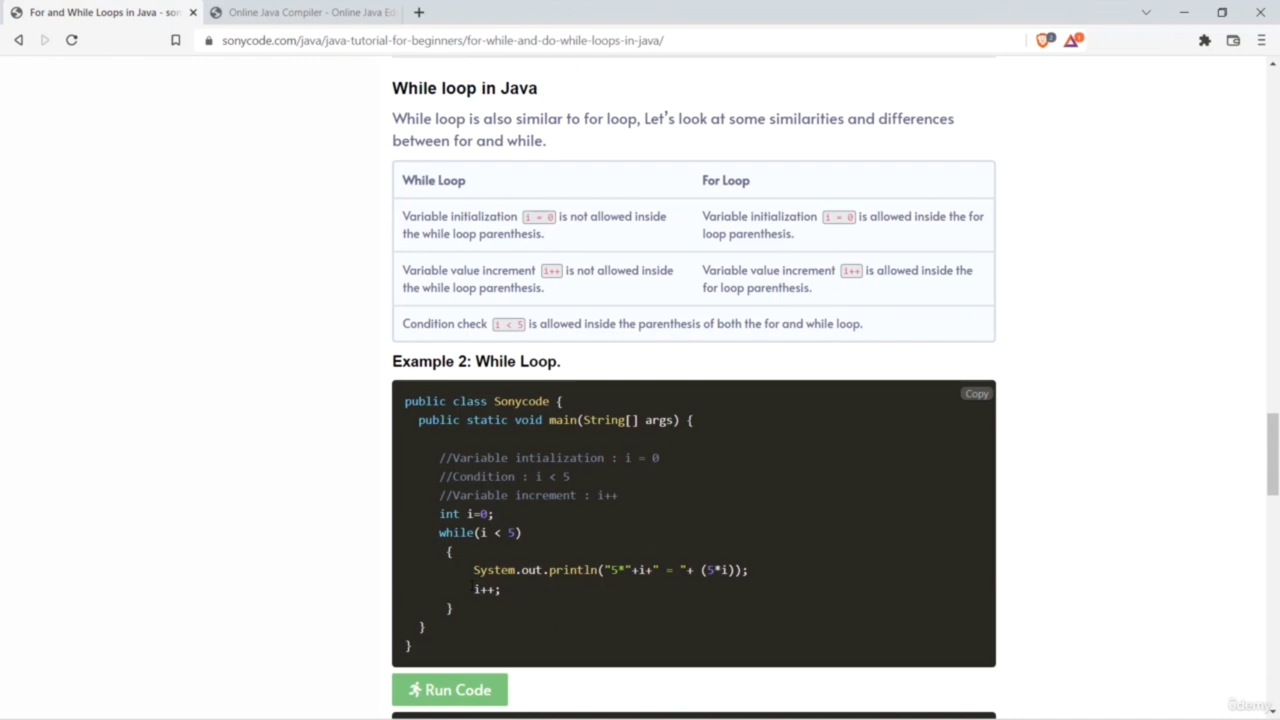 For and While Loops in Java - son
Online Java Compiler - Online Java Ed
sonycode.com/java/java-tutorial-for-beginners/for-while-and-do-while-loops-in-java/
While loop in Java
While loop is also similar to for loop, Let's look at some similarities and differences
between for and while.
While Loop
For Loop
Variable initialization i = 0 is not allowed inside
the while loop parenthesis.
Variable initialization i = 0 is allowed inside the for
loop parenthesis.
Variable value increment i++ is not allowed inside
the while loop parenthesis.
Variable value increment i++ is allowed inside the
for loop parenthesis.
Condition check i < 5 is allowed inside the parenthesis of both the for and while loop.
Example 2: While Loop.
Copy
public class Sonycode {
public static void main(String[] args) {
//Variable intialization : i = 0
//Condition : i < 5
//Variable increment : i++
int i=0;
while(i < 5)
{
System.out.println("5*"+i+" = "+ (5*i));
i++;
}
}
}
Run Code
ûdemy